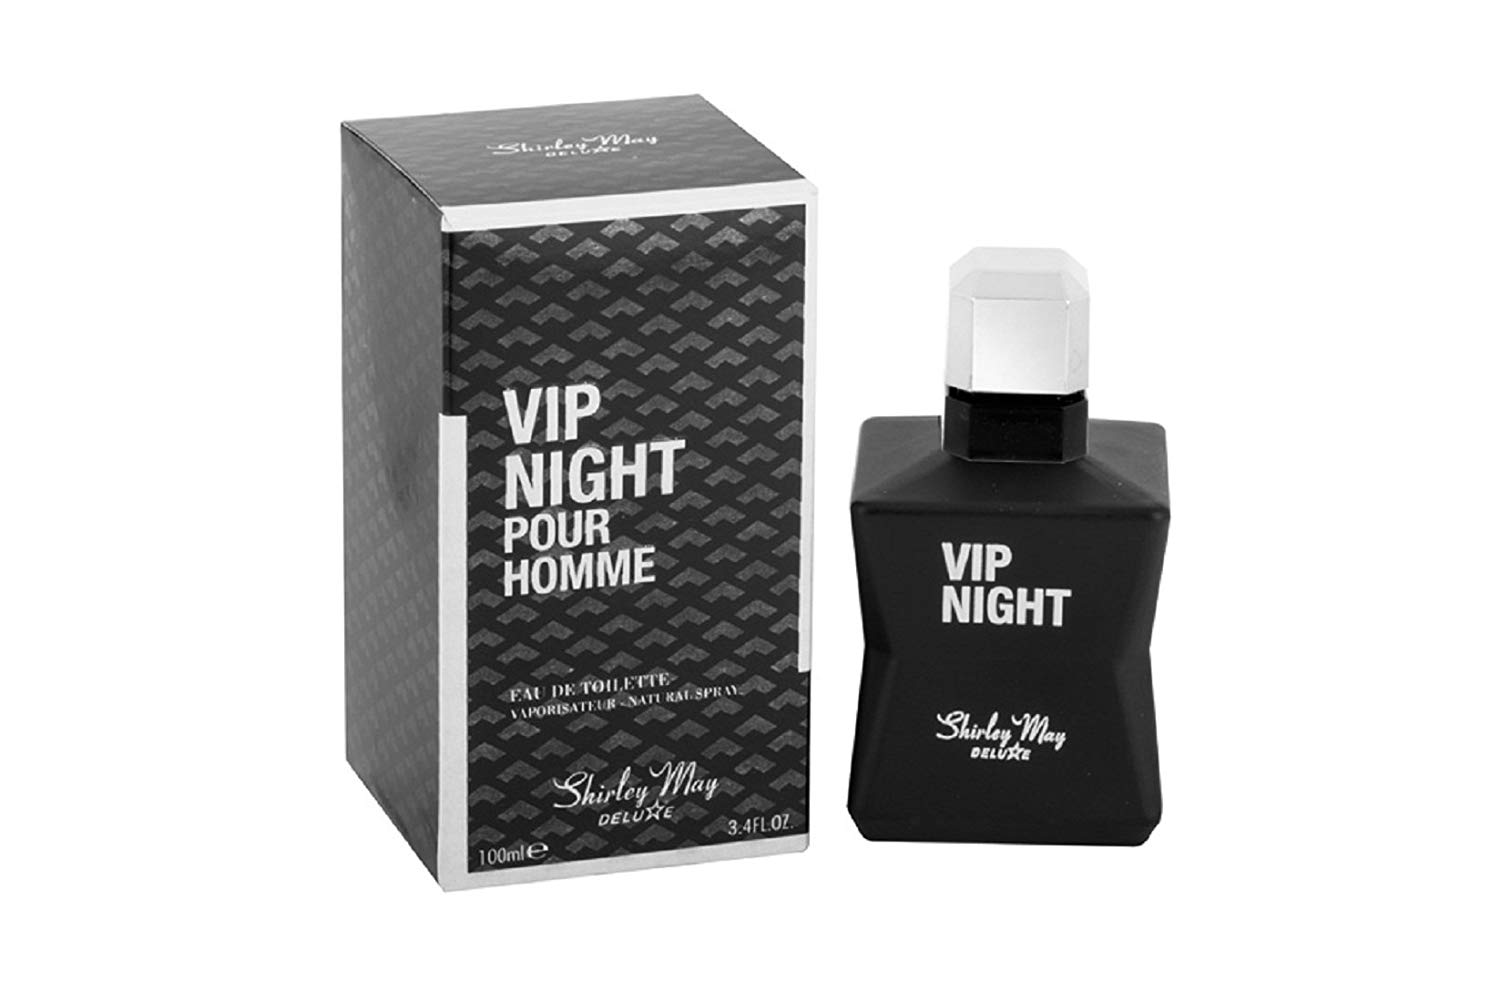 Shirley May
DELUXE
VIP
NIGHT
POUR
HOMME
EAU DE TOILETTE
VAPORISATEUR - NATURAL SPRAY
Shirley May
DELUXE
100ml℮
3.4FL.OZ.
VIP
NIGHT
Shirley May
DELUXE